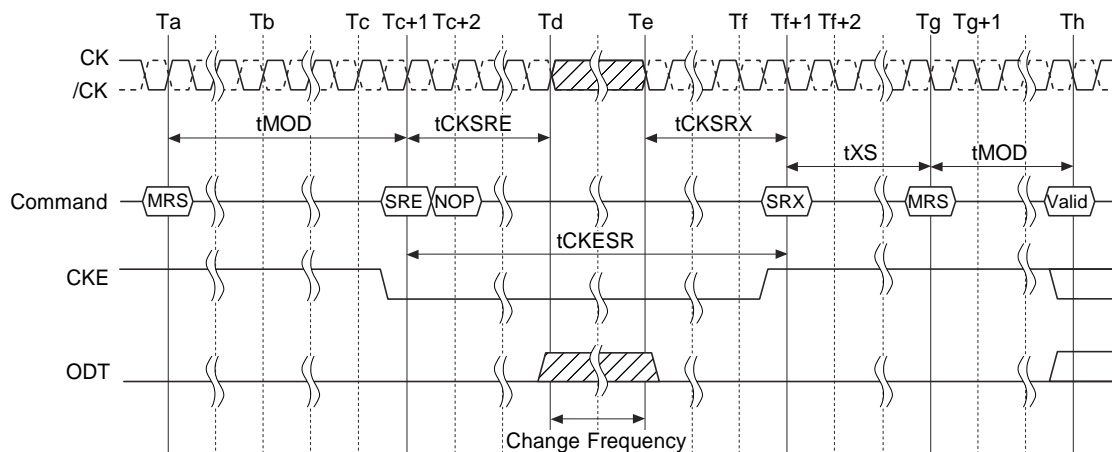 Ta Tb Tc Tc+1 Tc+2 Td Te Tf Tf+1 Tf+2 Tg Tg+1 Th
CK
/CK
tMOD tCKSRE tCKSRX
tXS tMOD
Command MRS SRE NOP SRX MRS Valid
tCKESR
CKE
ODT
Change Frequency